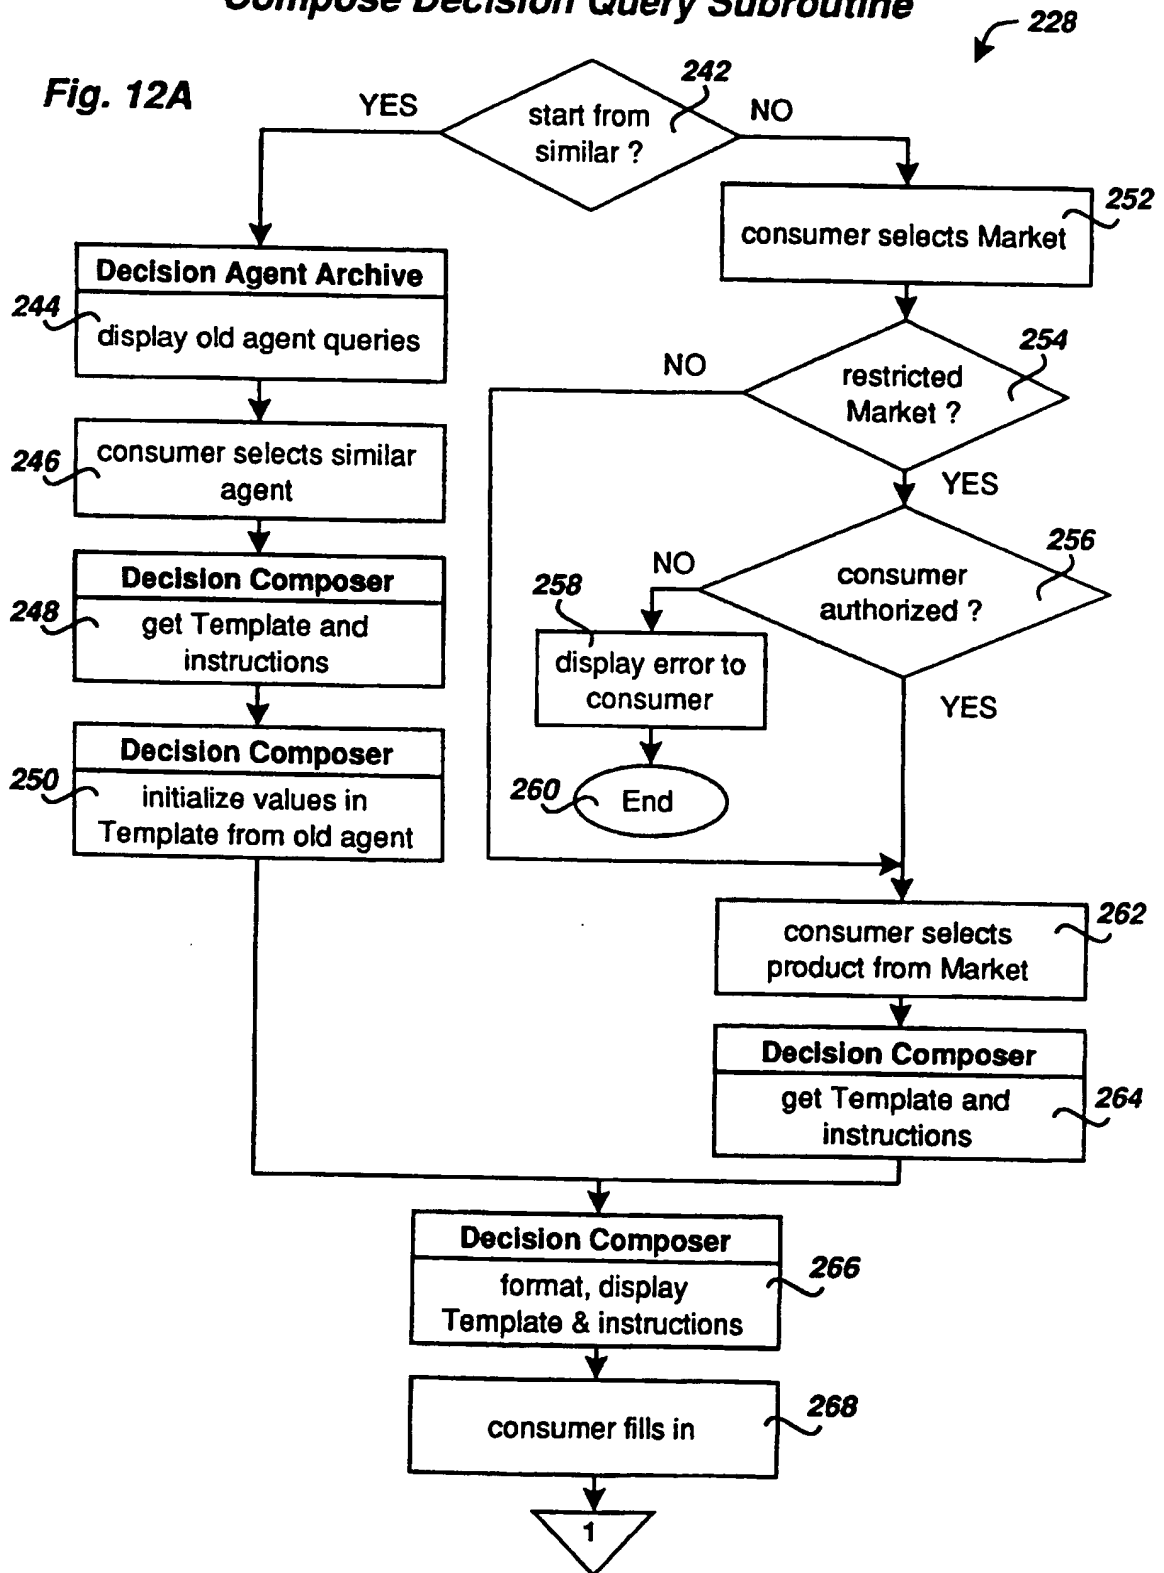 Compose Decision Query Subroutine
228
Fig. 12A
YES
242
start from
similar ?
NO
252
consumer selects Market
Decision Agent Archive
244
display old agent queries
254
NO
restricted
Market ?
YES
246
consumer selects similar
agent
256
NO
consumer
authorized ?
YES
Decision Composer
248
get Template and
instructions
258
display error to
consumer
Decision Composer
250
initialize values in
Template from old agent
260
End
262
consumer selects
product from Market
Decision Composer
264
get Template and
instructions
Decision Composer
266
format, display
Template & instructions
268
consumer fills in
1